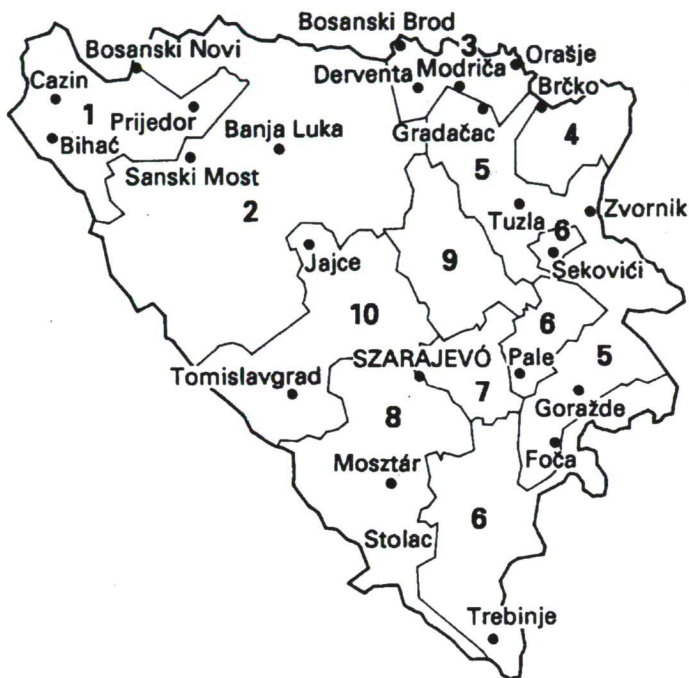 Bosanski Brod
Bosanski Novi
3
Orašje
Cazin
Derventa
Modriča
Brčko
1
Prijedor
Banja Luka
Gradačac
4
Bihać
Sanski Most
5
2
Tuzla
Zvornik
6
Jajce
9
Šekovići
10
6
SZARAJEVÓ
Pale
5
Tomislavgrad
7
8
Goražde
Foča
Mosztár
6
Stolac
Trebinje